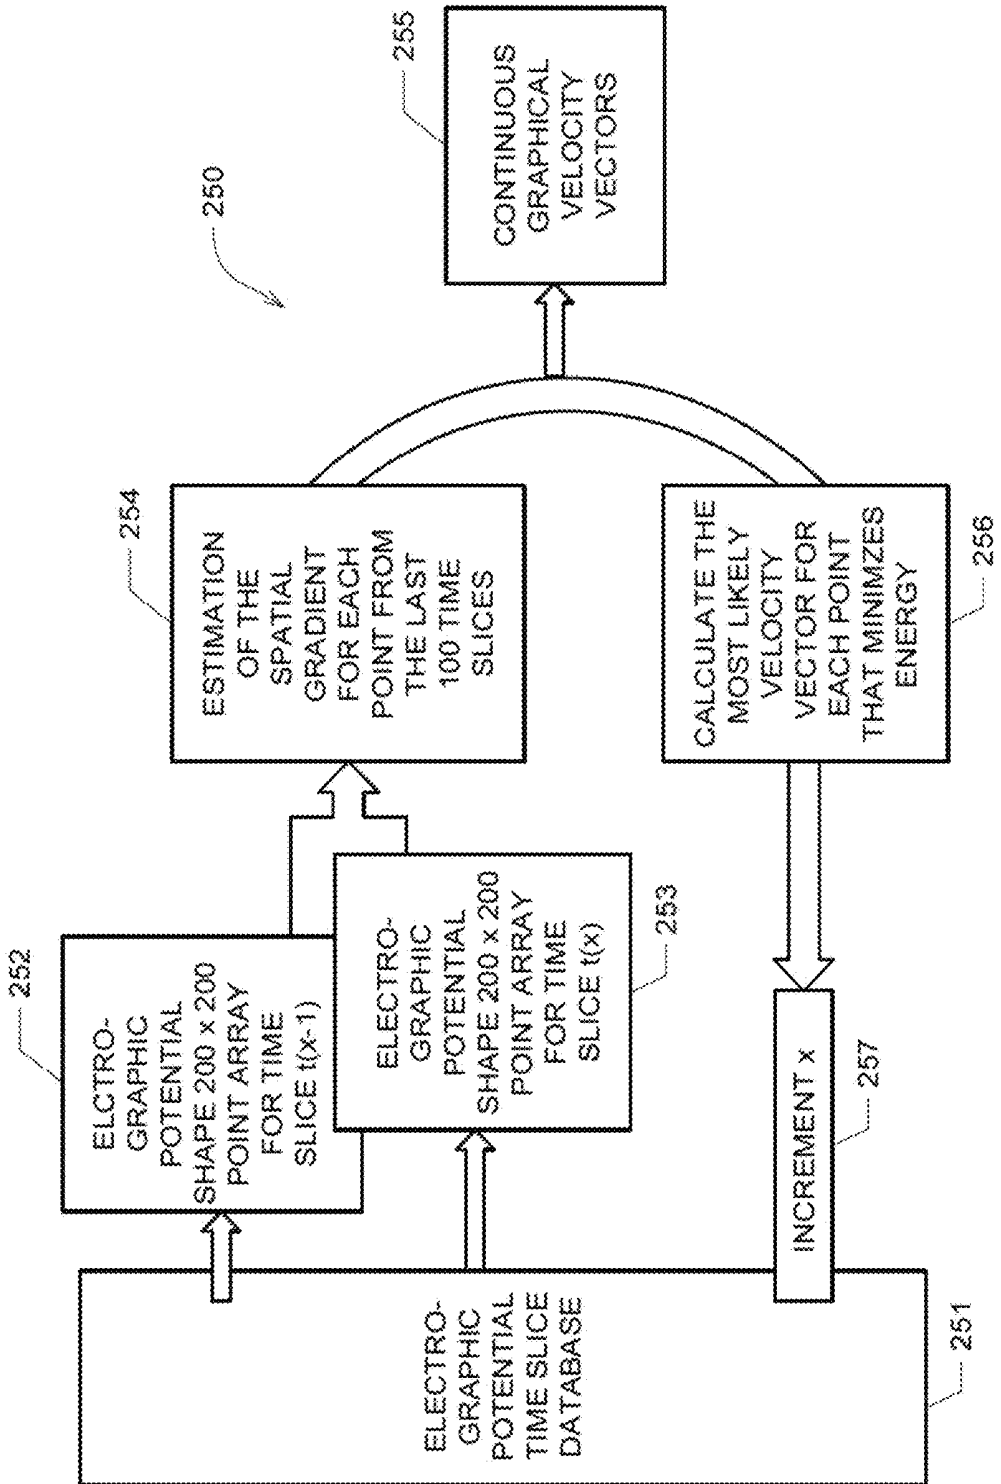 250
ELECTRO-
GRAPHIC
POTENTIAL
TIME SLICE
DATABASE
251
ELECTRO-
GRAPHIC
POTENTIAL
SHAPE 200 x 200
POINT ARRAY
FOR TIME
SLICE t(x-1)
252
ELECTRO-
GRAPHIC
POTENTIAL
SHAPE 200 x 200
POINT ARRAY
FOR TIME
SLICE t(x)
253
ESTIMATION
OF THE
SPATIAL
GRADIENT
FOR EACH
POINT FROM
THE LAST
100 TIME
SLICES
254
CONTINUOUS
GRAPHICAL
VELOCITY
VECTORS
255
CALCULATE THE
MOST LIKELY
VELOCITY
VECTOR FOR
EACH POINT
THAT MINIMZES
ENERGY
256
INCREMENT x
257